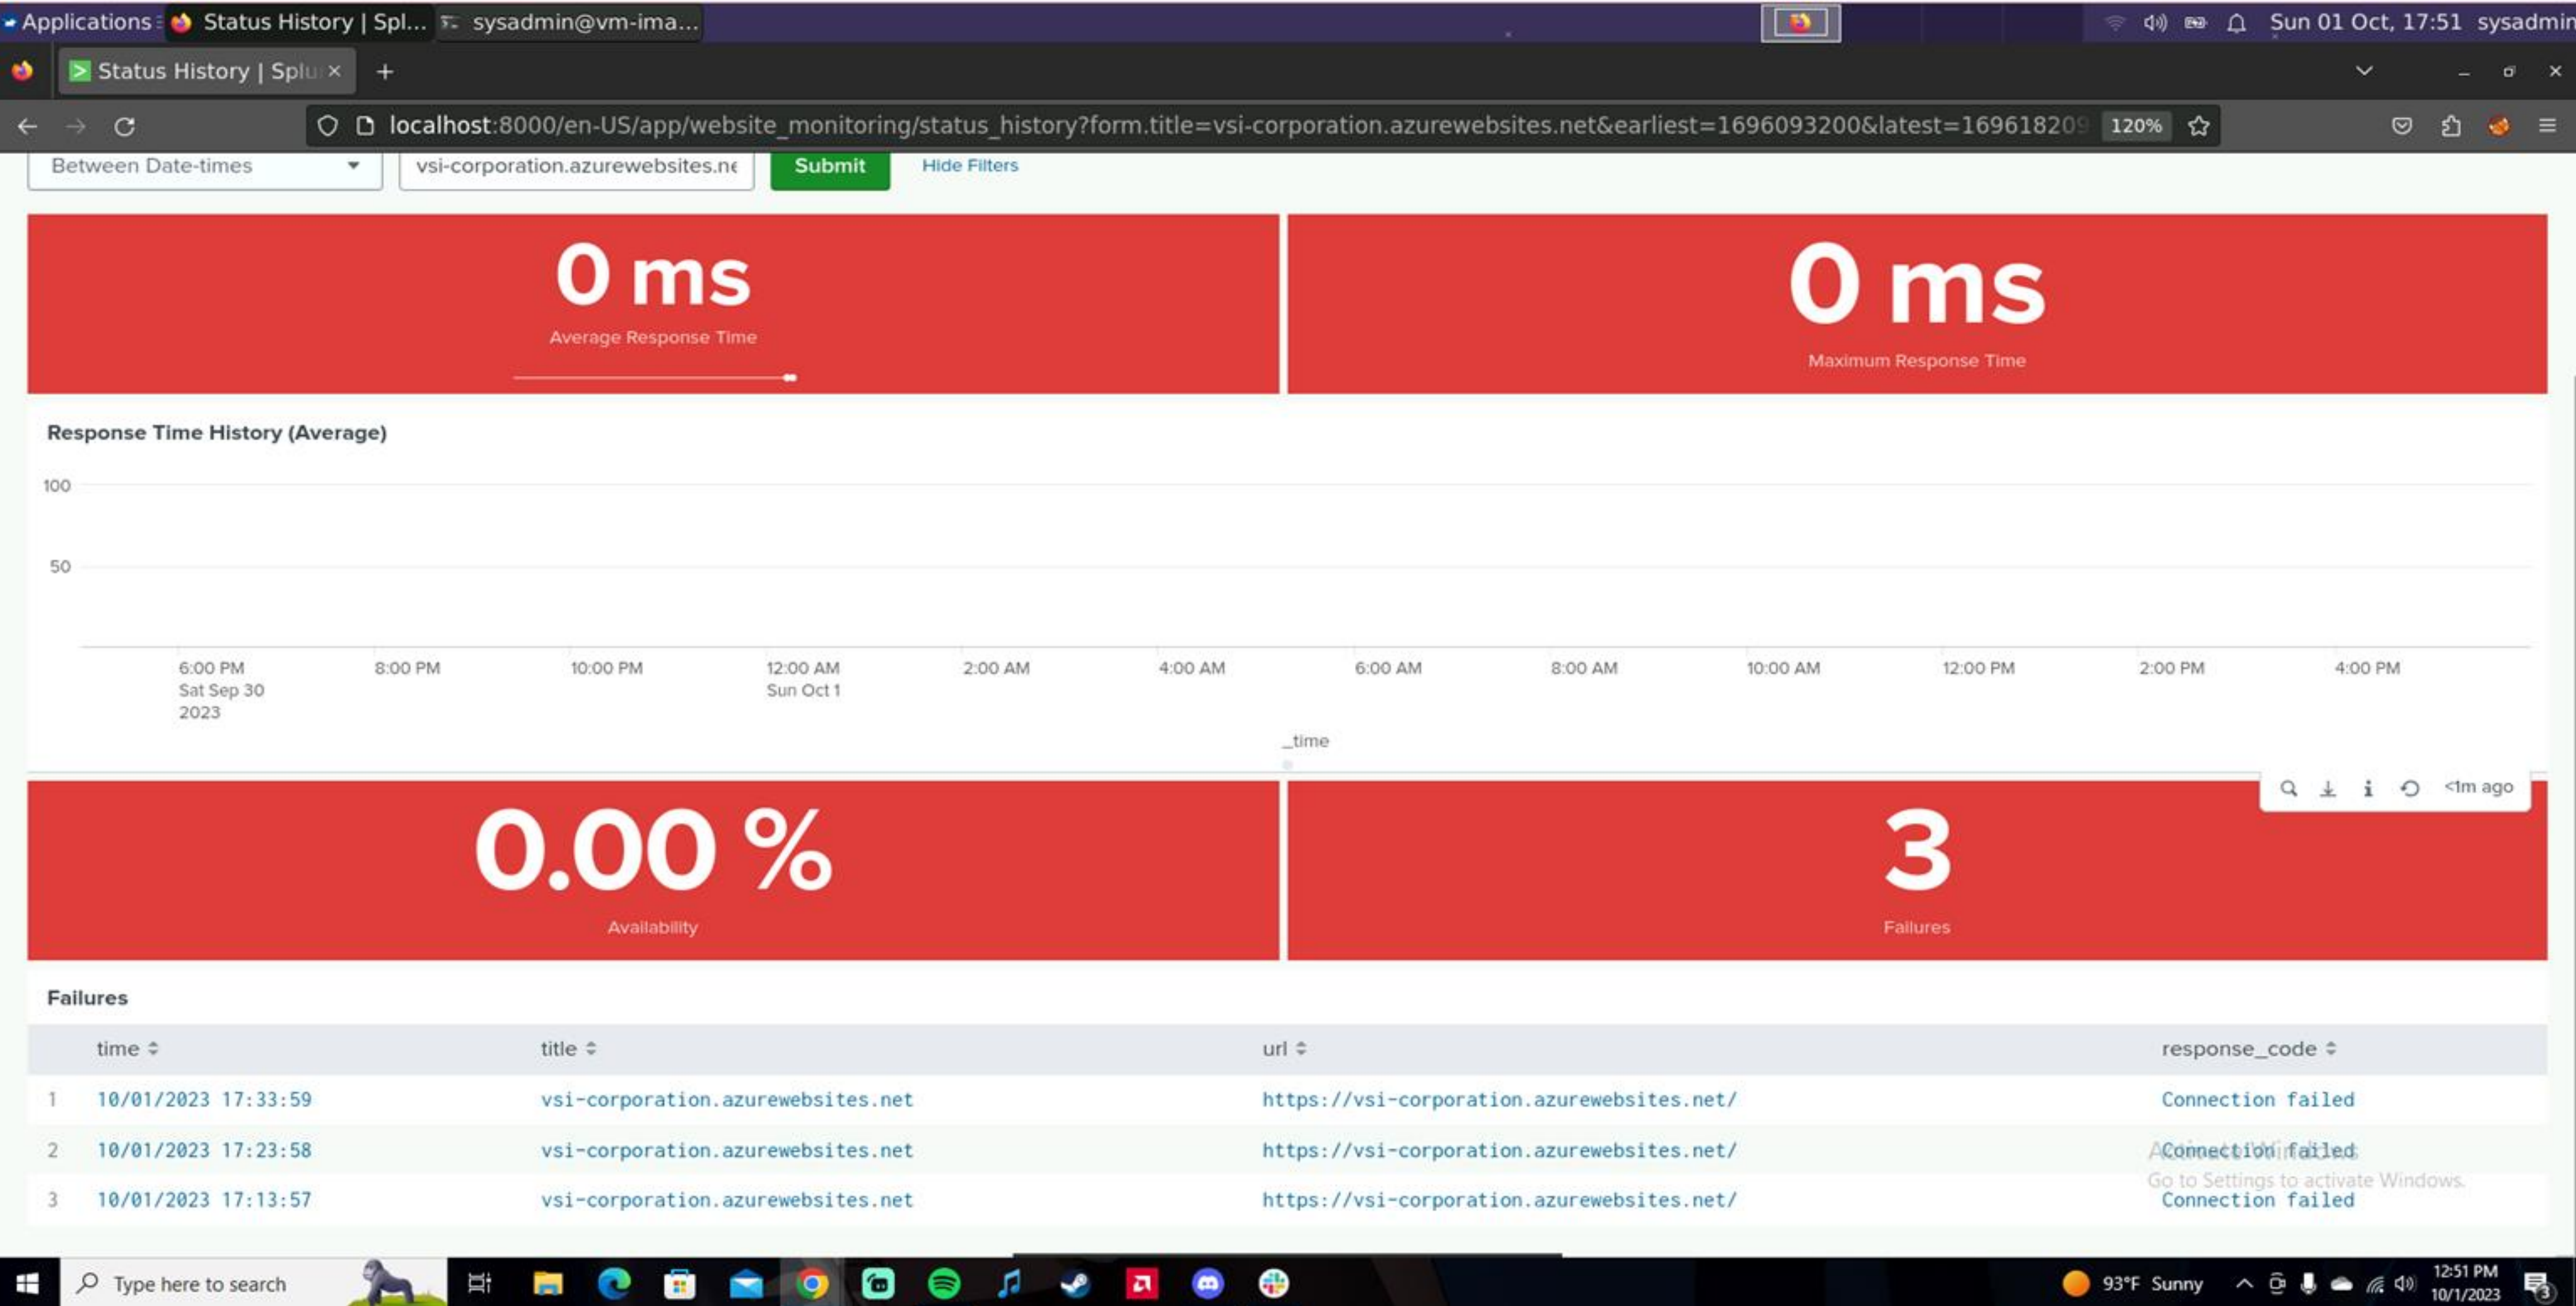 Applications Status History | Spl... sysadmin@vm-ima... Sun 01 Oct, 17:51 sysadmin
Status History | Splu
localhost:8000/en-US/app/website_monitoring/status_history?form.title=vsi-corporation.azurewebsites.net&earliest=1696093200&latest=169618209 120%
Between Date-times vsi-corporation.azurewebsites.ne Submit Hide Filters
0 ms 0 ms
Average Response Time
Maximum Response Time
Response Time History (Average)
100
50
6:00 PM 8:00 PM 10:00 PM 12:00 AM 2:00 AM 4:00 AM 6:00 AM 8:00 AM 10:00 AM 12:00 PM 2:00 PM 4:00 PM
Sat Sep 30 Sun Oct 1
2023
_time
<1m ago
0.00 % 3
Availability Failures
Failures
time title url response_code
1 10/01/2023 17:33:59 vsi-corporation.azurewebsites.net https://vsi-corporation.azurewebsites.net/ Connection failed
2 10/01/2023 17:23:58 vsi-corporation.azurewebsites.net https://vsi-corporation.azurewebsites.net/ Connection failed
Activate Windows
Go to Settings to activate Windows.
3 10/01/2023 17:13:57 vsi-corporation.azurewebsites.net https://vsi-corporation.azurewebsites.net/ Connection failed
Type here to search 93°F Sunny 12:51 PM
10/1/2023 3